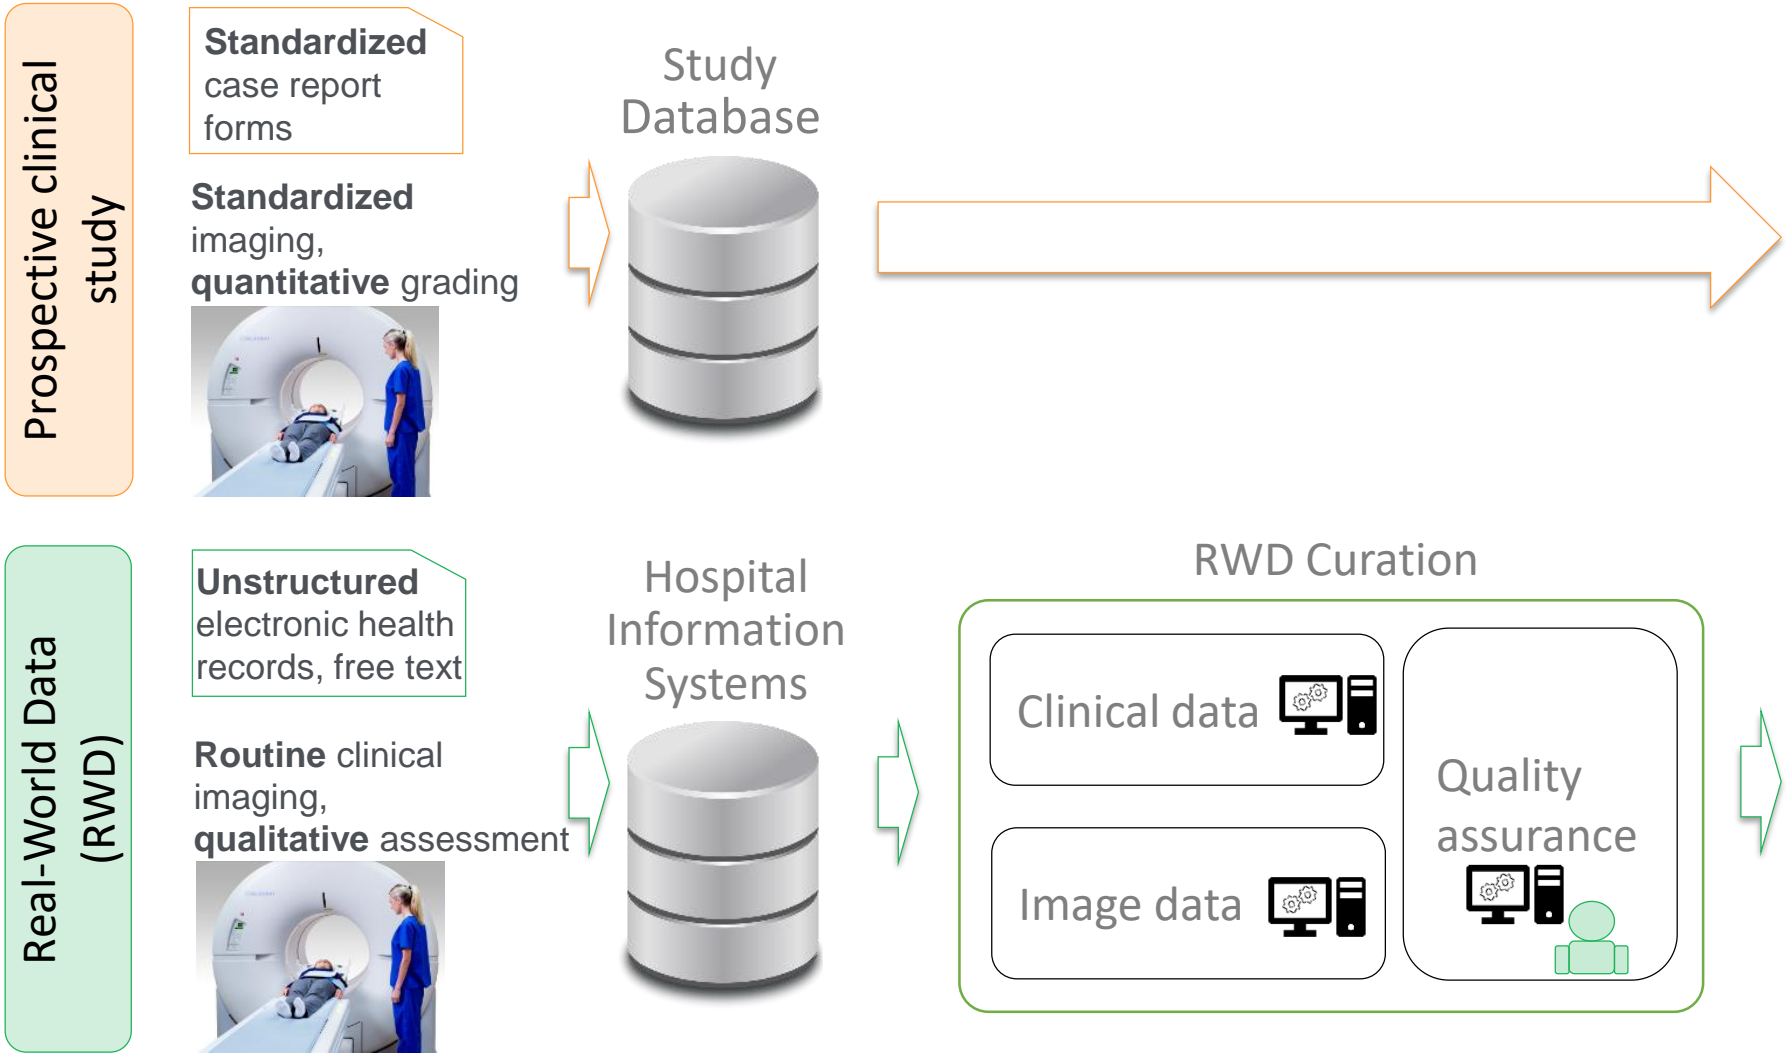 Prospective clinical
study
Standardized
case report
forms
Standardized
imaging,
quantitative grading
Study
Database
Real-World Data
(RWD)
Unstructured
electronic health
records, free text
Routine clinical
imaging,
qualitative assessment
Hospital
Information
Systems
RWD Curation
Clinical data
Image data
Quality
assurance